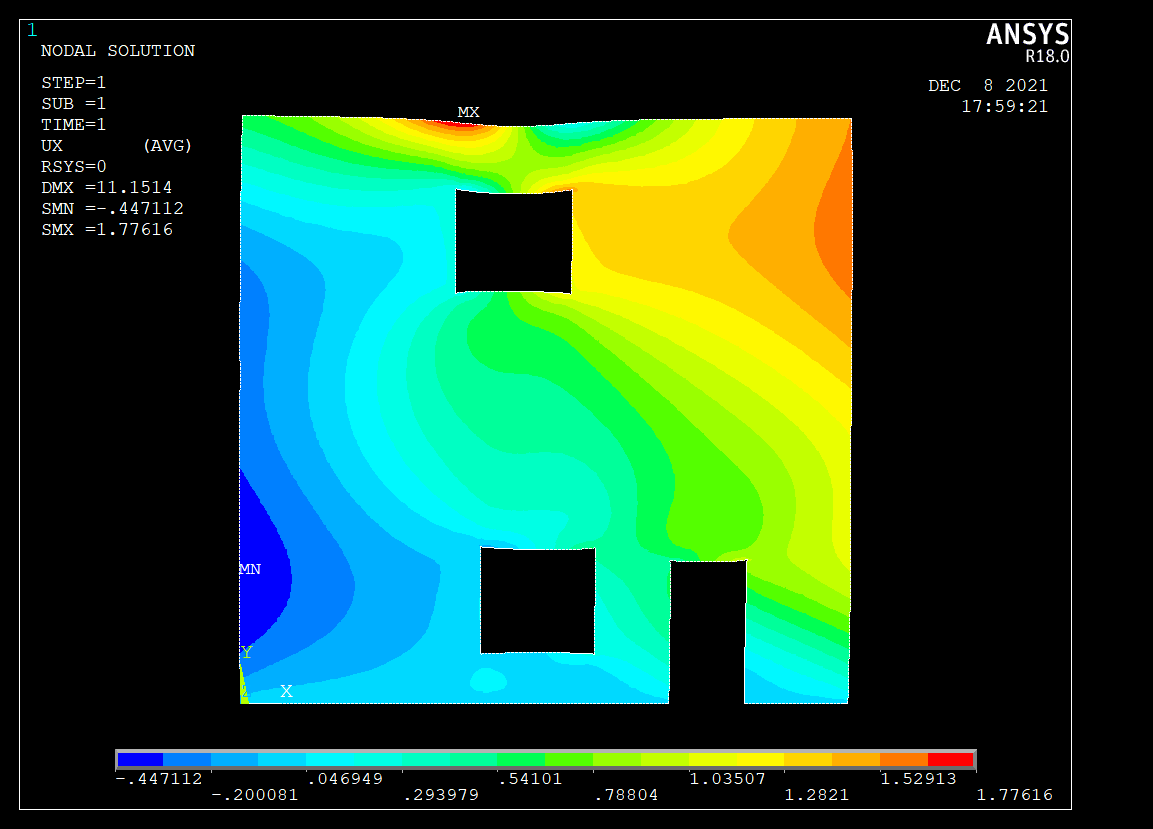 1
ANSYS
R18.0
NODAL SOLUTION
DEC  8 2021
17:59:21
STEP=1
SUB =1
TIME=1
UX       (AVG)
RSYS=0
DMX =11.1514
SMN =-.447112
SMX =1.77616
MX
MN
Y
X
-.447112 .046949 .54101 1.03507 1.52913
-.200081 .293979 .78804 1.2821 1.77616